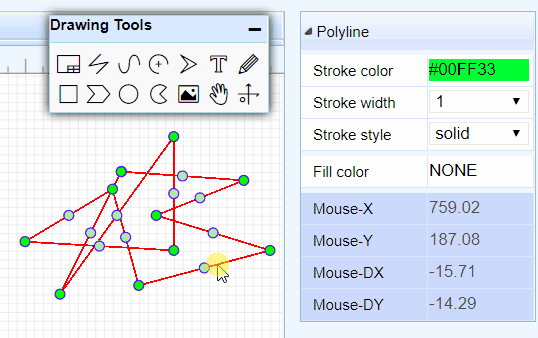 Drawing Tools
T
Polyline
Stroke color #00FF33
Stroke width 1
Stroke style solid
Fill color NONE
Mouse-X 759.02
Mouse-Y 187.08
Mouse-DX -15.71
Mouse-DY -14.29